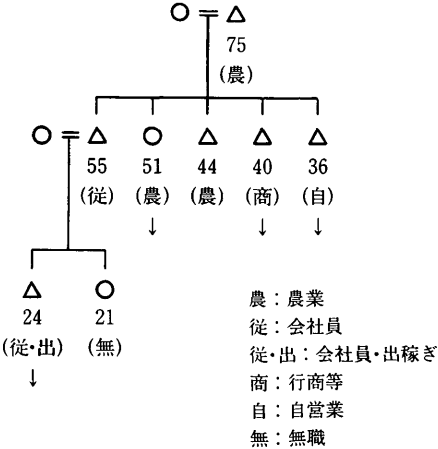 75
(農)
55 51 44 40 36
(従) (農) (農) (商) (自)
24 21
(従・出) (無)
農：農業
従：会社員
従・出：会社員・出稼ぎ
商：行商等
自：自営業
無：無職